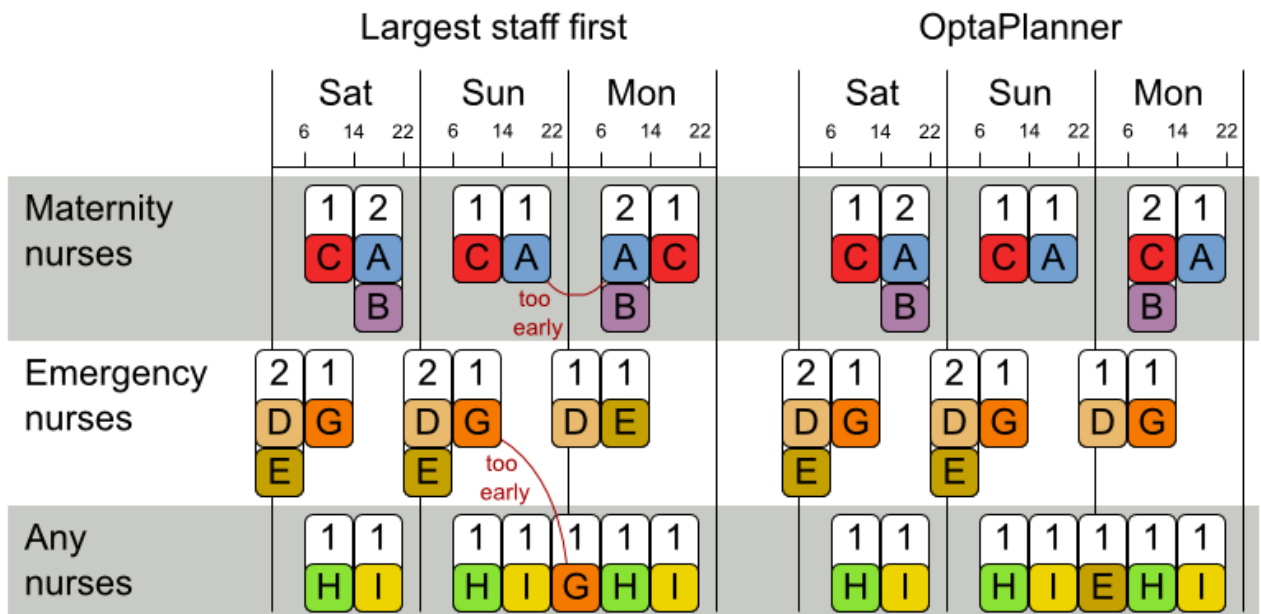 Largest staff first OptaPlanner
Sat Sun Mon Sat Sun Mon
6 14 22 6 14 22 6 14 22 6 14 22 6 14 22 6 14 22
Maternity 1 2 1 1 2 1 1 2 1 1 2 1
nurses C A C A A C C A C A C A
B too B B B
early
Emergency 2 1 2 1 1 1 2 1 2 1 1 1
nurses D G D G D E D G D G D G
E E too E E
early
Any 1 1 1 1 1 1 1 1 1 1 1 1 1 1
nurses H I H I G H I H I H I E H I